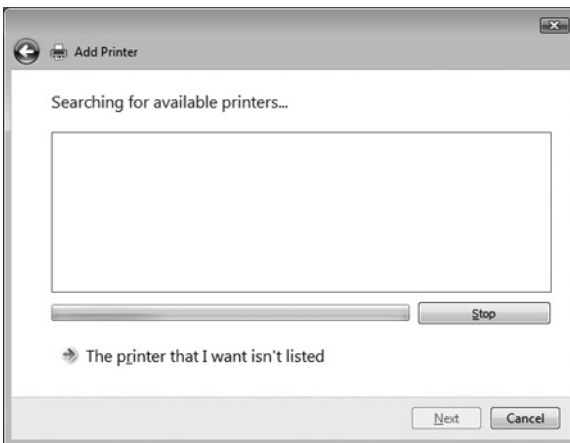 Add Printer
Searching for available printers...
Stop
The printer that I want isn't listed
Next
Cancel